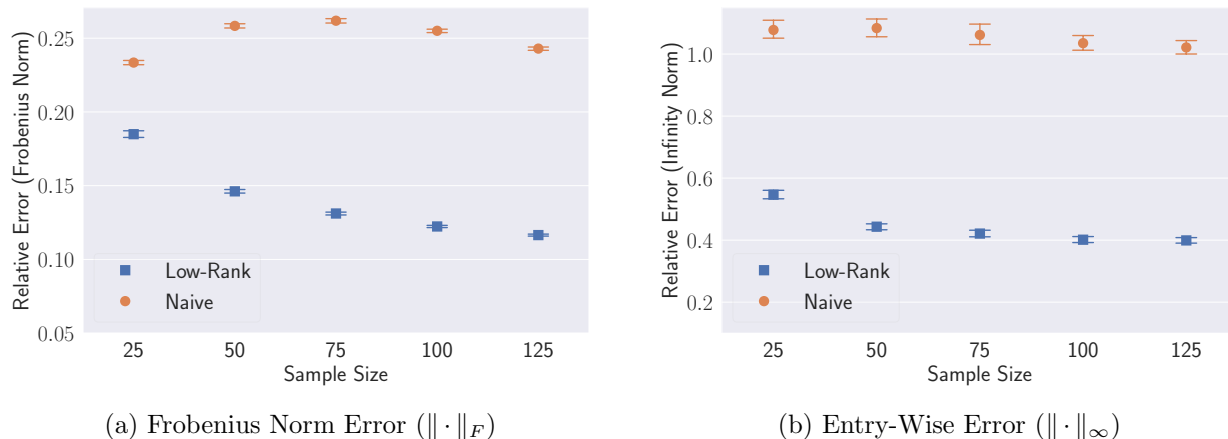 Relative Error (Frobenius Norm)
0.25
0.20
0.15
0.10
0.05
Low-Rank
Naive
25 50 75 100 125
Sample Size
(a) Frobenius Norm Error (‖ · ‖_F)
Relative Error (Infinity Norm)
1.0
0.8
0.6
0.4
0.2
Low-Rank
Naive
25 50 75 100 125
Sample Size
(b) Entry-Wise Error (‖ · ‖_∞)